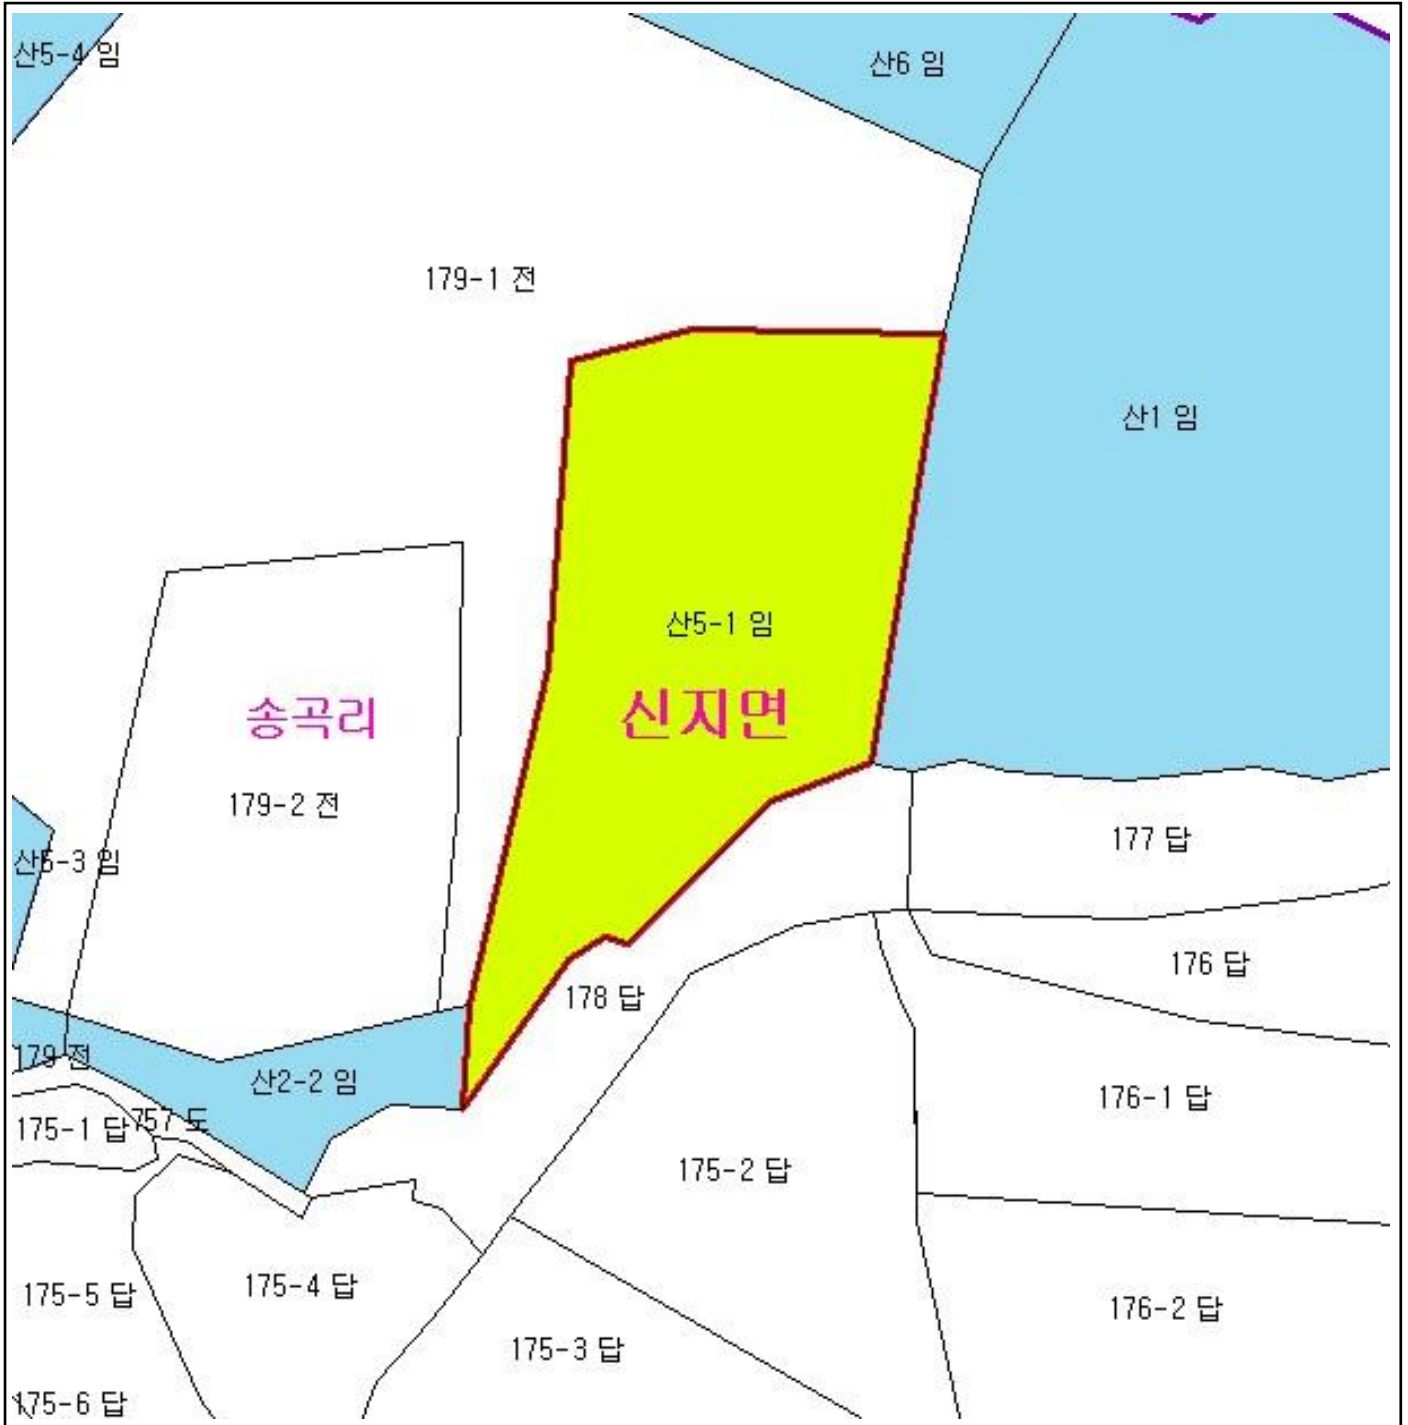 산5-4 임
산6 임
179-1 전
산1 임
산5-1 임
송곡리
신지면
179-2 전
177 답
산5-3 임
176 답
178 답
179 전
산2-2 임
176-1 답
175-1 답
757 도
175-2 답
175-4 답
175-5 답
176-2 답
175-3 답
175-6 답